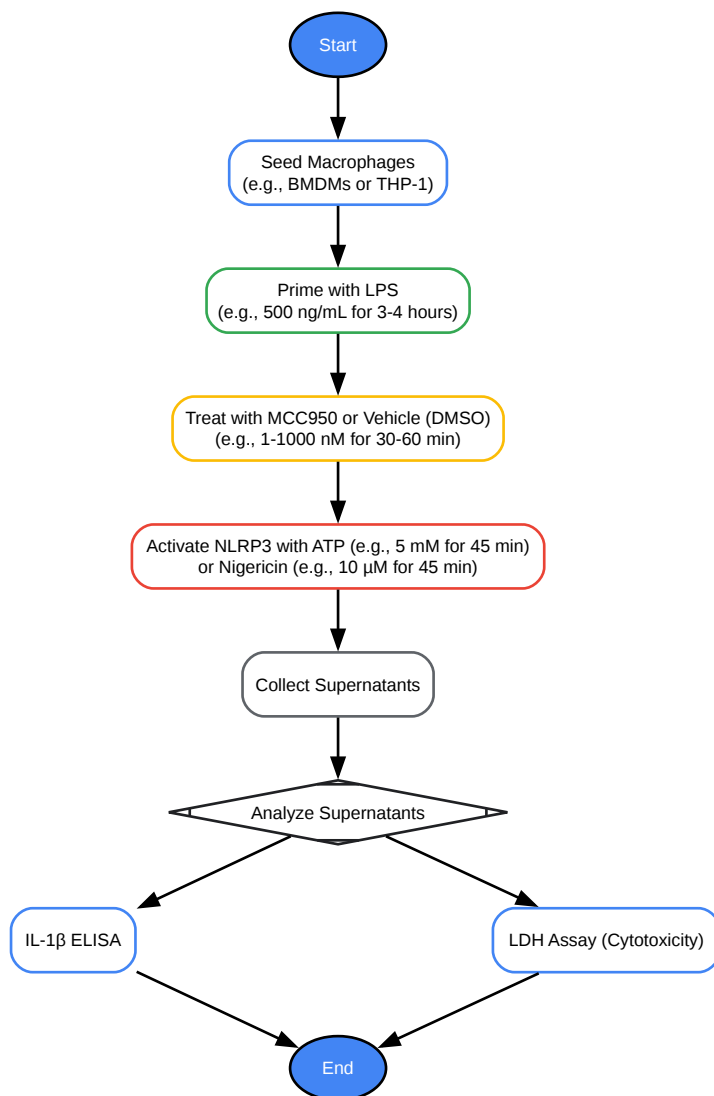 Start
Seed Macrophages
(e.g., BMDMs or THP-1)
Prime with LPS
(e.g., 500 ng/mL for 3-4 hours)
Treat with MCC950 or Vehicle (DMSO)
(e.g., 1-1000 nM for 30-60 min)
Activate NLRP3 with ATP (e.g., 5 mM for 45 min)
or Nigericin (e.g., 10 µM for 45 min)
Collect Supernatants
Analyze Supernatants
IL-1β ELISA
LDH Assay (Cytotoxicity)
End